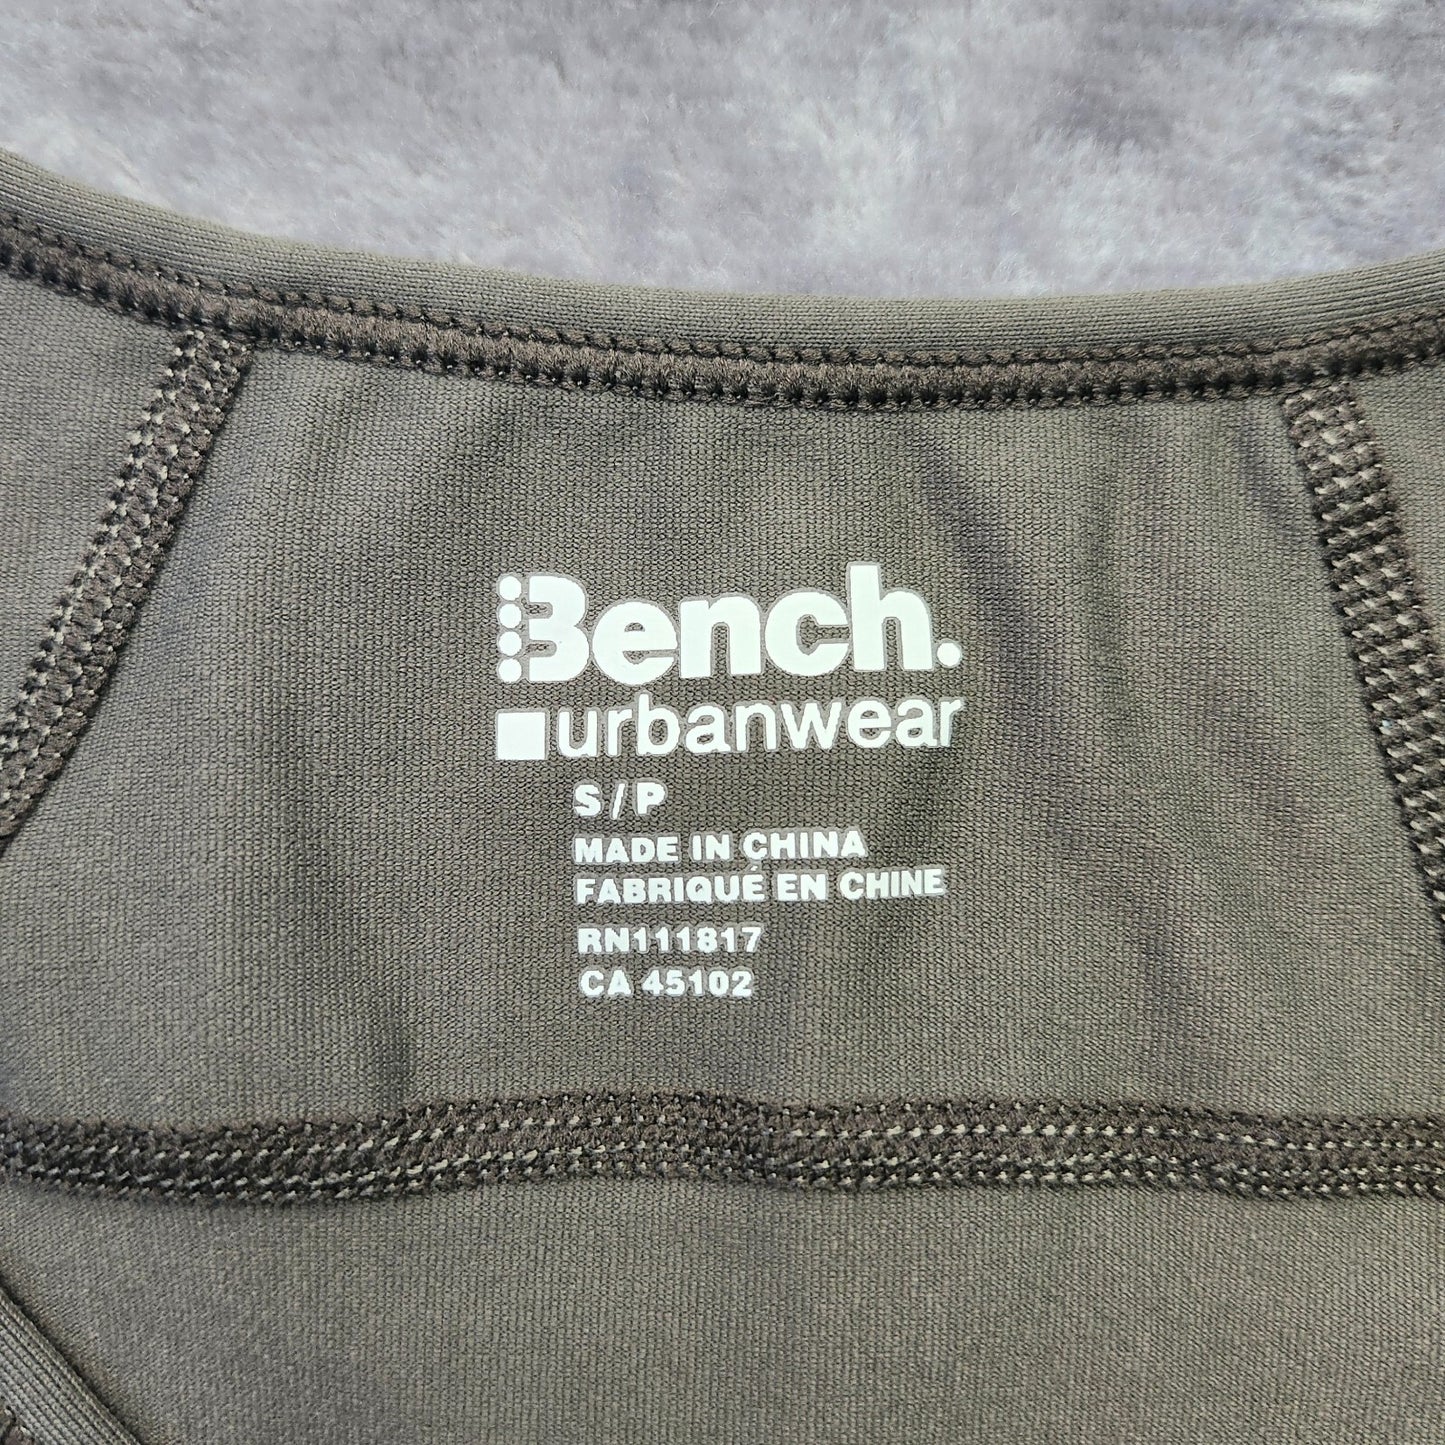 Bench.
urbanwear
S/P
MADE IN CHINA
FABRIQUÉ EN CHINE
RN111817
CA 45102